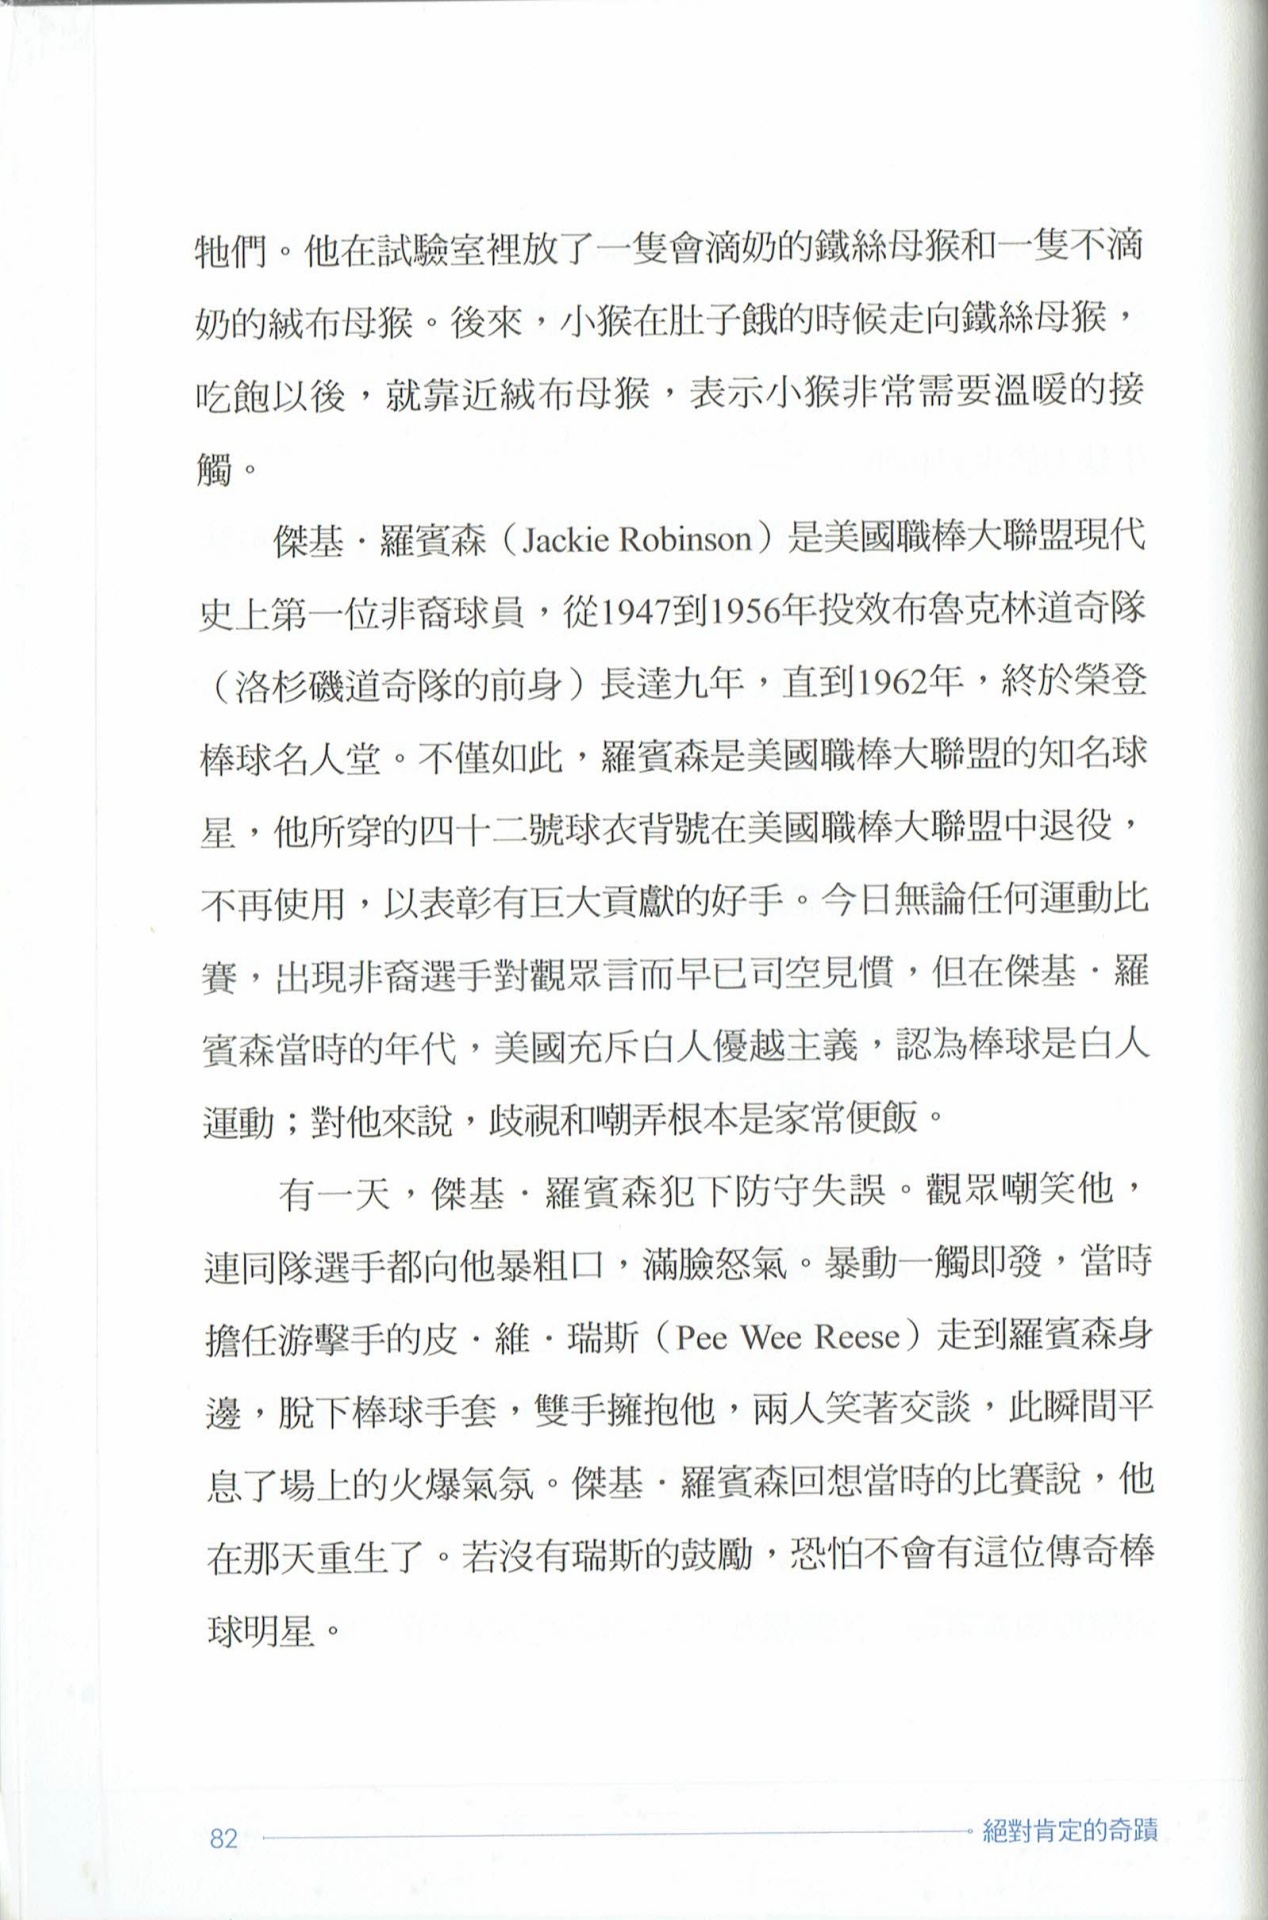 牠們。他在試驗室裡放了一隻會滴奶的鐵絲母猴和一隻不滴
奶的絨布母猴。後來，小猴在肚子餓的時候走向鐵絲母猴，
吃飽以後，就靠近絨布母猴，表示小猴非常需要溫暖的接
觸。
傑基．羅賓森（Jackie Robinson）是美國職棒大聯盟現代
史上第一位非裔球員，從1947到1956年投效布魯克林道奇隊
（洛杉磯道奇隊的前身）長達九年，直到1962年，終於榮登
棒球名人堂。不僅如此，羅賓森是美國職棒大聯盟的知名球
星，他所穿的四十二號球衣背號在美國職棒大聯盟中退役，
不再使用，以表彰有巨大貢獻的好手。今日無論任何運動比
賽，出現非裔選手對觀眾言而早已司空見慣，但在傑基．羅
賓森當時的年代，美國充斥白人優越主義，認為棒球是白人
運動；對他來說，歧視和嘲弄根本是家常便飯。
有一天，傑基．羅賓森犯下防守失誤。觀眾嘲笑他，
連同隊選手都向他暴粗口，滿臉怒氣。暴動一觸即發，當時
擔任游擊手的皮．維．瑞斯（Pee Wee Reese）走到羅賓森身
邊，脫下棒球手套，雙手擁抱他，兩人笑著交談，此瞬間平
息了場上的火爆氣氛。傑基．羅賓森回想當時的比賽說，他
在那天重生了。若沒有瑞斯的鼓勵，恐怕不會有這位傳奇棒
球明星。
82 絕對肯定的奇蹟